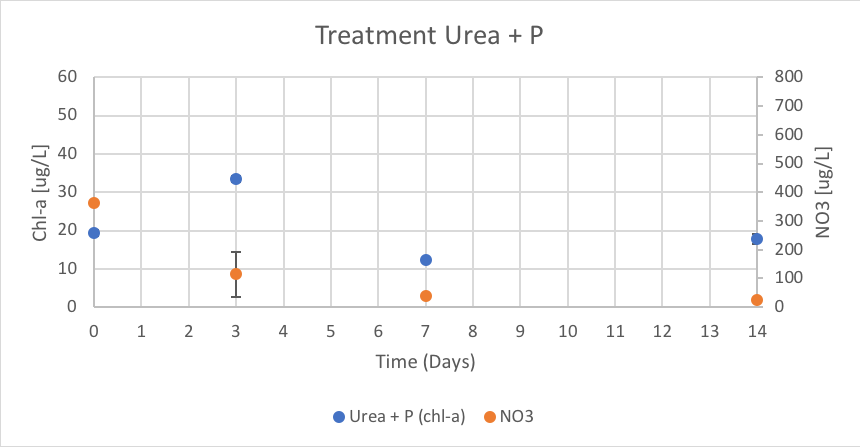 Treatment Urea + P
60
50
40
30
20
10
0
Chl-a [ug/L]
800
700
600
500
400
300
200
100
0
NO3 [ug/L]
0 1 2 3 4 5 6 7 8 9 10 11 12 13 14
Time (Days)
Urea + P (chl-a) NO3